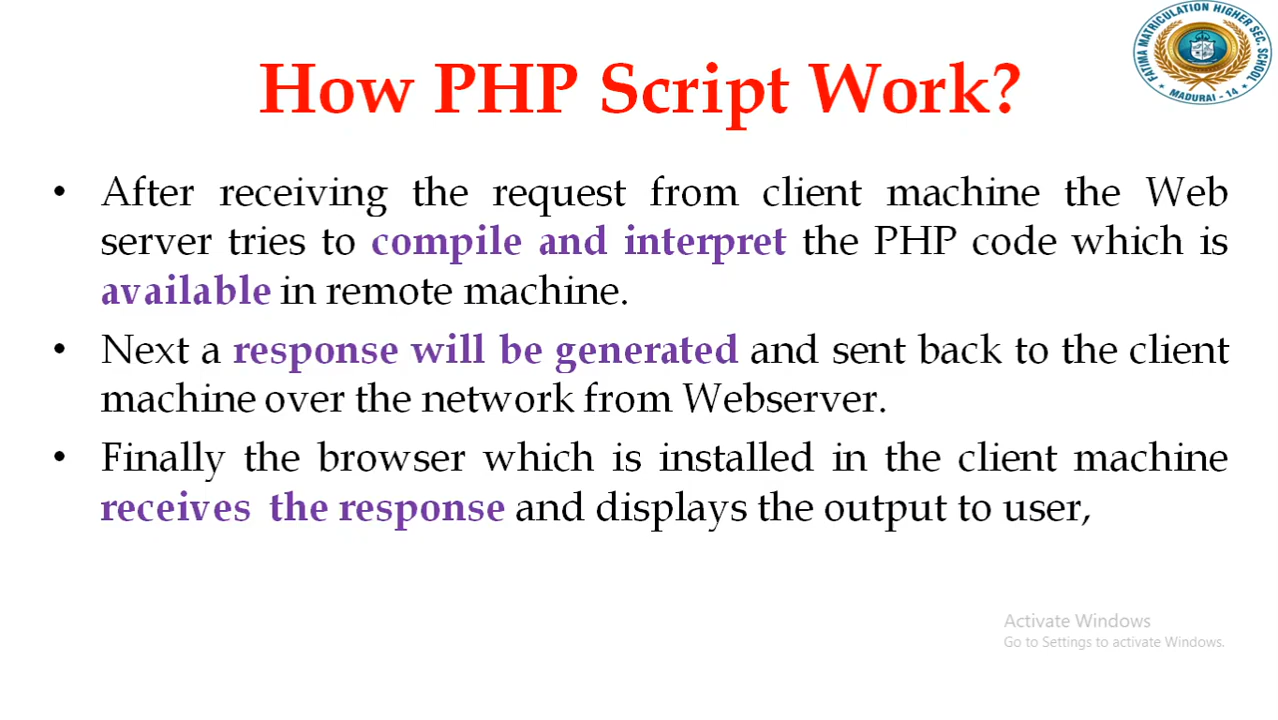 FATIMA MATRICULATION HIGHER SEC. SCHOOL
MADURAI - 14
How PHP Script Work?
• After receiving the request from client machine the Web
server tries to compile and interpret the PHP code which is
available in remote machine.
• Next a response will be generated and sent back to the client
machine over the network from Webserver.
• Finally the browser which is installed in the client machine
receives the response and displays the output to user,
Activate Windows
Go to Settings to activate Windows.